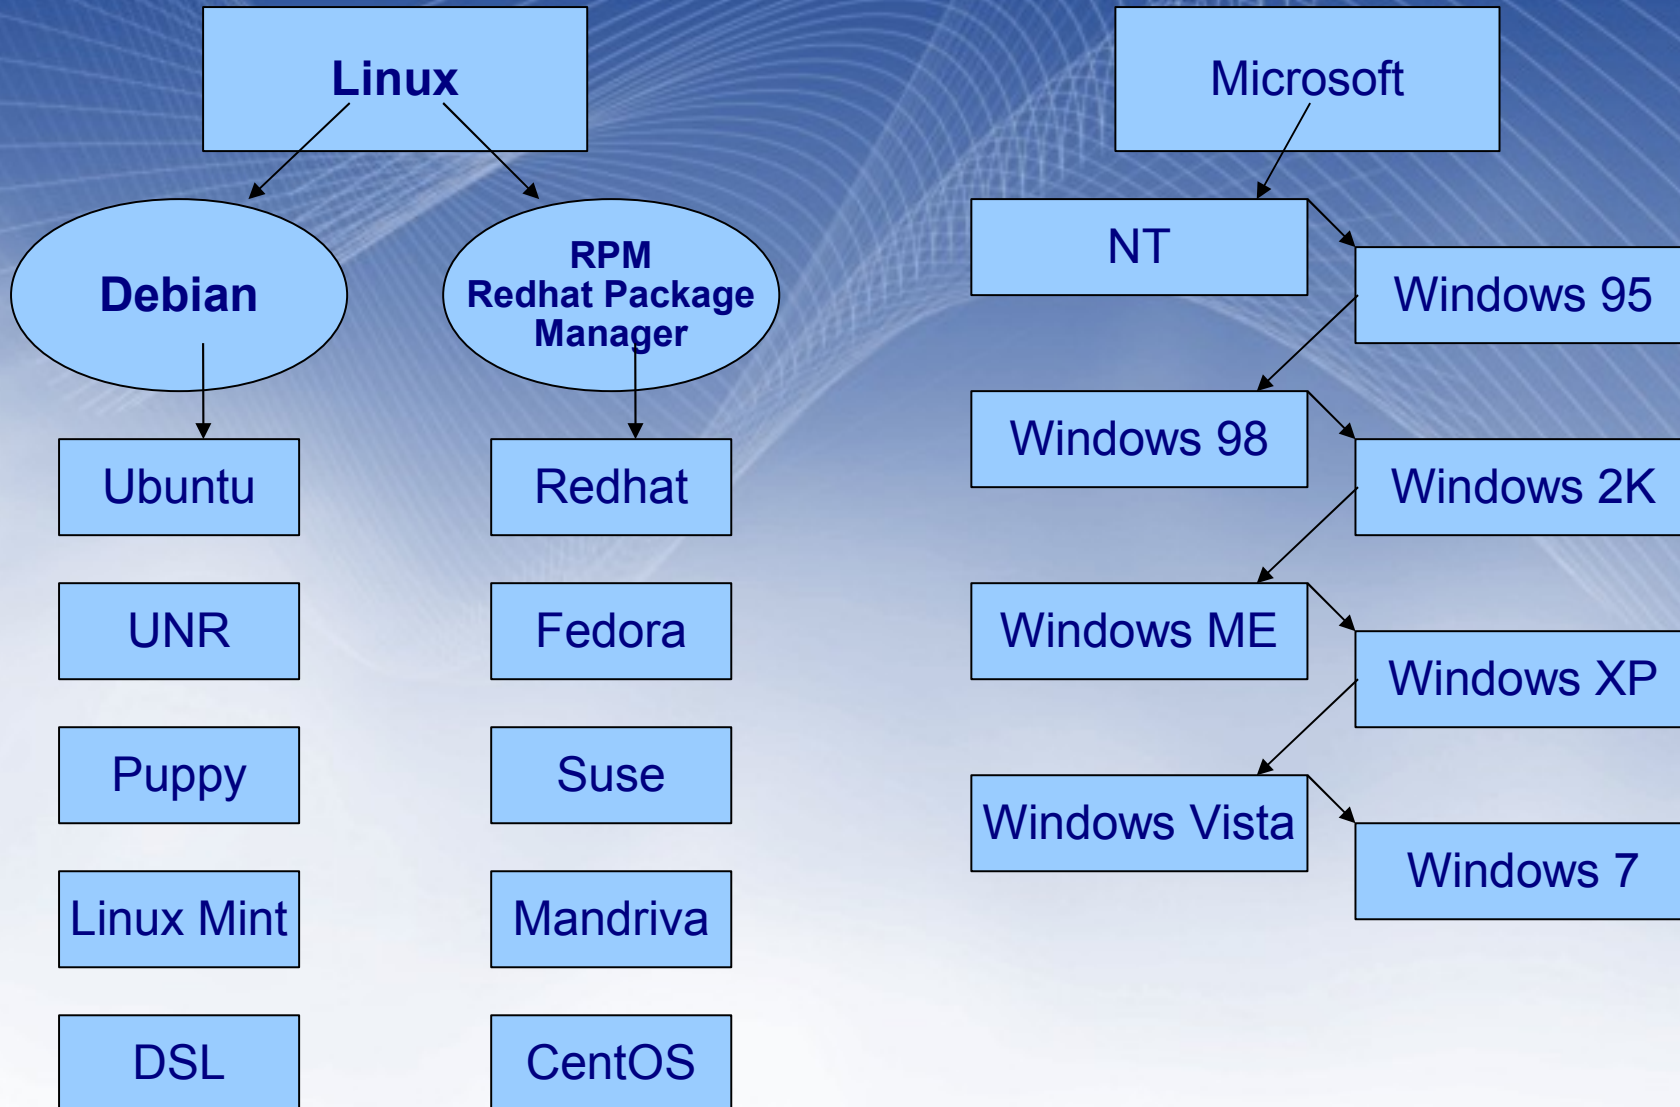 Linux
Debian
RPM
Redhat Package
Manager
Ubuntu
Redhat
UNR
Fedora
Puppy
Suse
Linux Mint
Mandriva
DSL
CentOS
Microsoft
NT
Windows 95
Windows 98
Windows 2K
Windows ME
Windows XP
Windows Vista
Windows 7